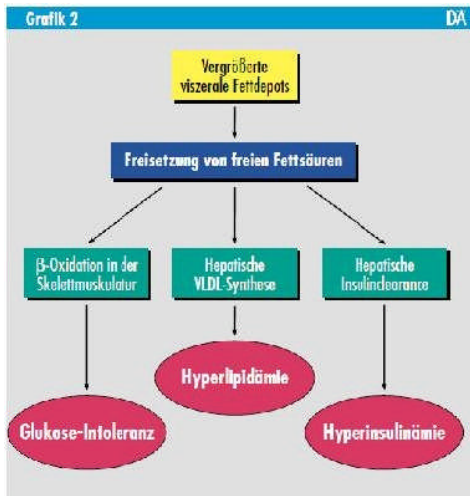 Grafik 2
DÄ
Vergrößerte
viszerale Fettdepots
Freisetzung von freien Fettsäuren
β-Oxidation in der
Skelettmuskulatur
Hepatische
VLDL-Synthese
Hepatische
Insulinclearance
Hyperlipidämie
Glukose-Intoleranz
Hyperinsulinämie